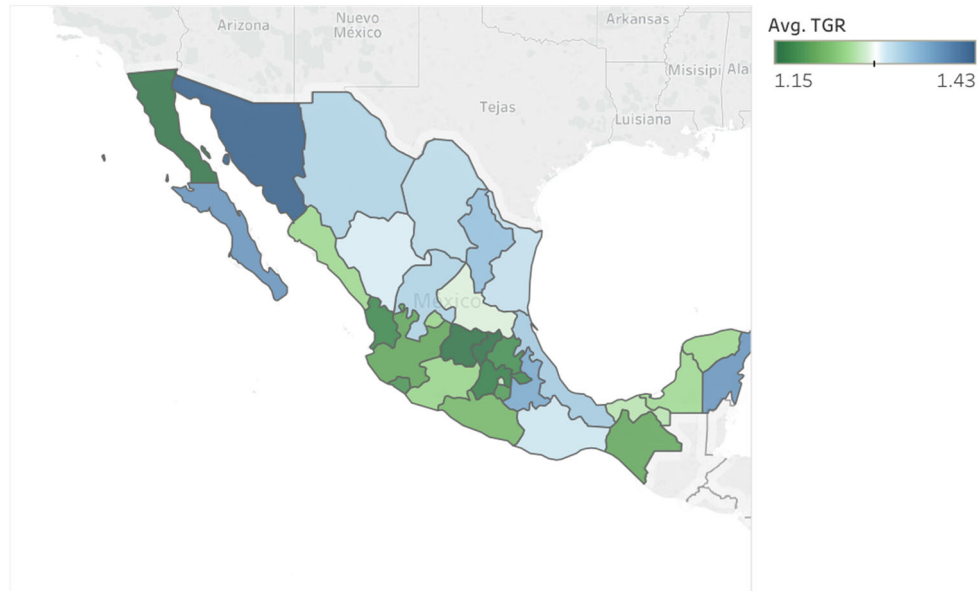 Arizona
Nuevo
México
Arkansas
Misisipi Ala
Tejas
Luisiana
México
Avg. TGR
1.15
1.43